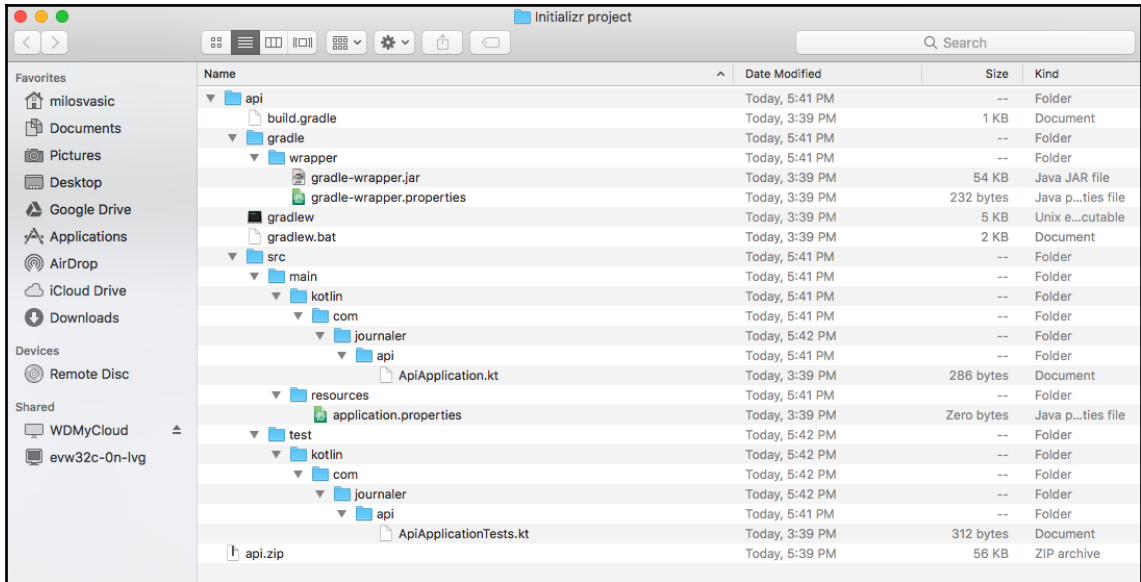 Initializr project
Search
Favorites
milosvasic
Documents
Pictures
Desktop
Google Drive
Applications
AirDrop
iCloud Drive
Downloads
Devices
Remote Disc
Shared
WDMyCloud
evw32c-0n-lvg
Name Date Modified Size Kind
api Today, 5:41 PM -- Folder
build.gradle Today, 3:39 PM 1 KB Document
gradle Today, 5:41 PM -- Folder
wrapper Today, 5:41 PM -- Folder
gradle-wrapper.jar Today, 3:39 PM 54 KB Java JAR file
gradle-wrapper.properties Today, 3:39 PM 232 bytes Java p...ties file
gradlew Today, 3:39 PM 5 KB Unix e...cutable
gradlew.bat Today, 3:39 PM 2 KB Document
src Today, 5:41 PM -- Folder
main Today, 5:41 PM -- Folder
kotlin Today, 5:41 PM -- Folder
com Today, 5:41 PM -- Folder
journaler Today, 5:42 PM -- Folder
api Today, 5:41 PM -- Folder
ApiApplication.kt Today, 3:39 PM 286 bytes Document
resources Today, 5:41 PM -- Folder
application.properties Today, 3:39 PM Zero bytes Java p...ties file
test Today, 5:42 PM -- Folder
kotlin Today, 5:42 PM -- Folder
com Today, 5:42 PM -- Folder
journaler Today, 5:42 PM -- Folder
api Today, 5:41 PM -- Folder
ApiApplicationTests.kt Today, 3:39 PM 312 bytes Document
api.zip Today, 5:39 PM 56 KB ZIP archive